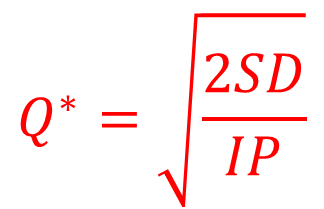 Q* = √(2SD / IP)